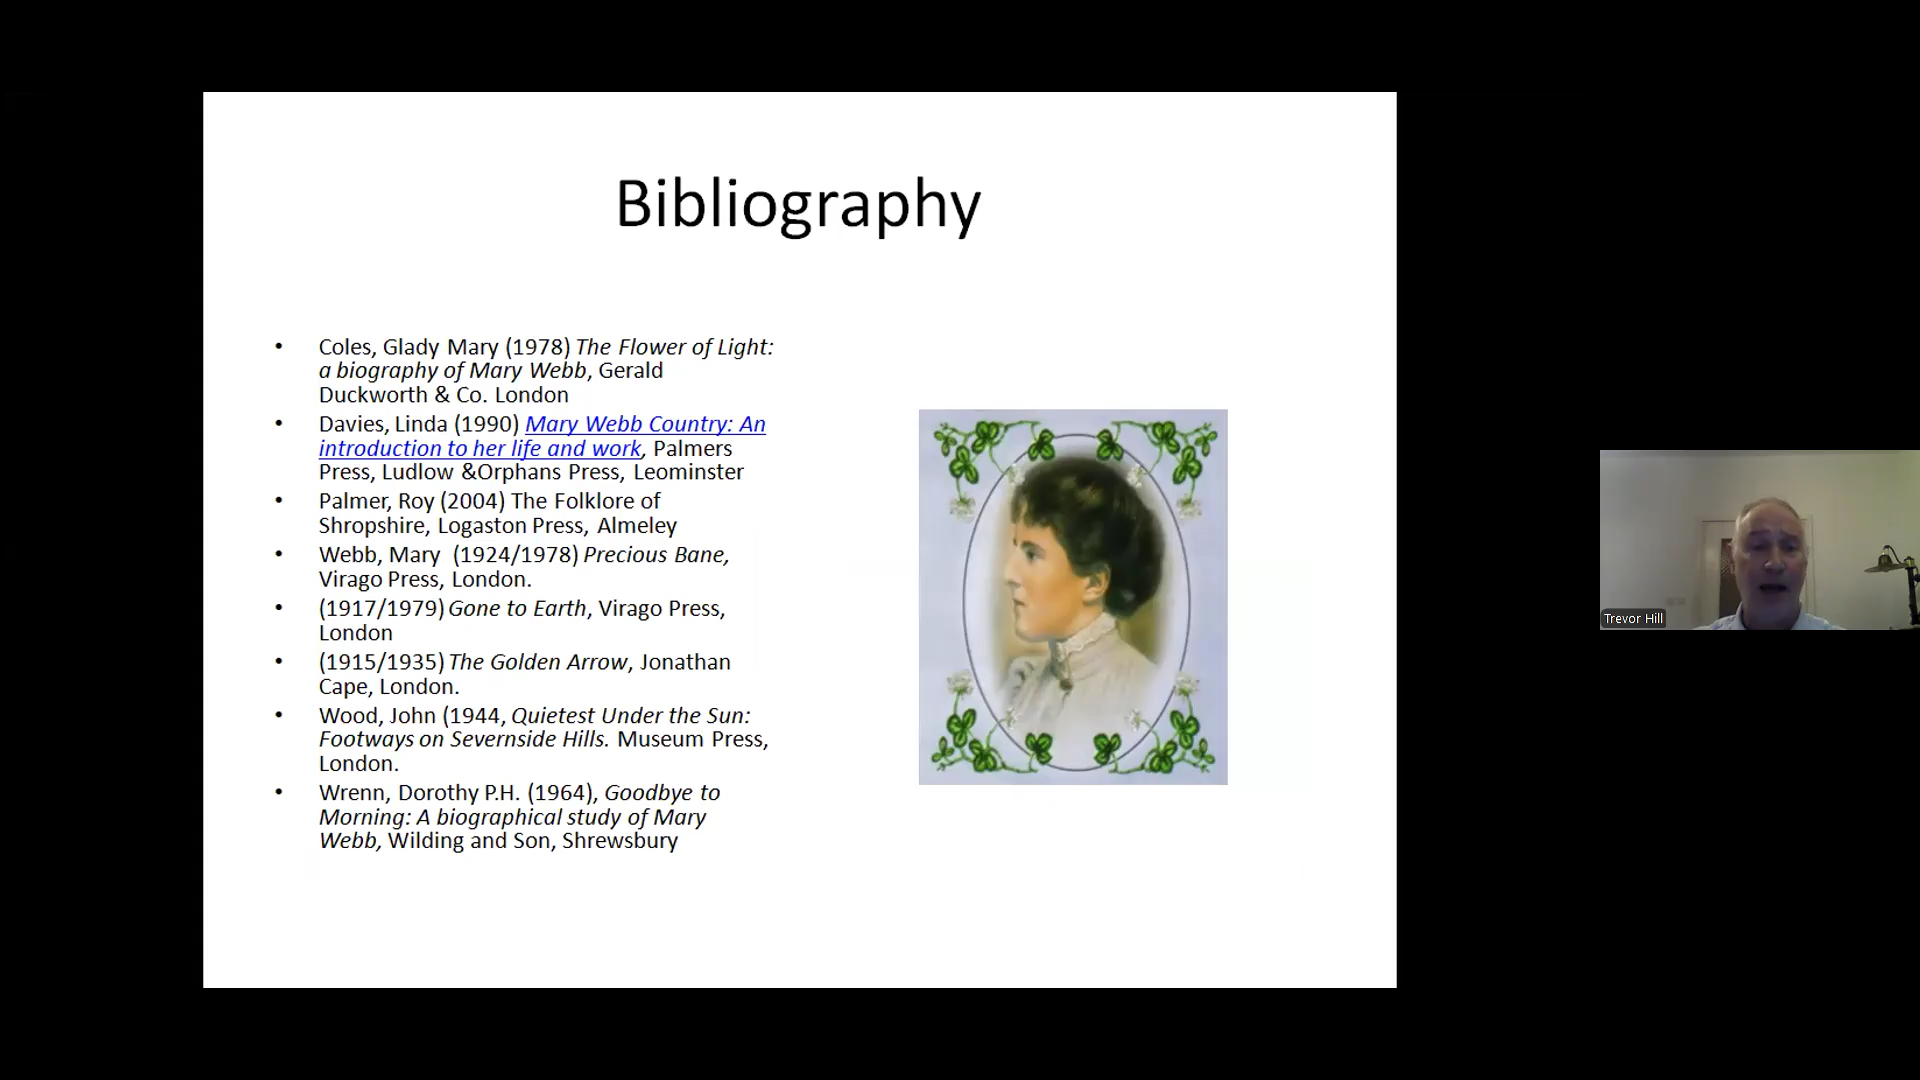 Bibliography
• Coles, Glady Mary (1978) The Flower of Light:
a biography of Mary Webb, Gerald
Duckworth & Co. London
• Davies, Linda (1990) Mary Webb Country: An
introduction to her life and work, Palmers
Press, Ludlow &Orphans Press, Leominster
• Palmer, Roy (2004) The Folklore of
Shropshire, Logaston Press, Almeley
• Webb, Mary (1924/1978) Precious Bane,
Virago Press, London.
• (1917/1979) Gone to Earth, Virago Press,
London
• (1915/1935) The Golden Arrow, Jonathan
Cape, London.
• Wood, John (1944, Quietest Under the Sun:
Footways on Severnside Hills. Museum Press,
London.
• Wrenn, Dorothy P.H. (1964), Goodbye to
Morning: A biographical study of Mary
Webb, Wilding and Son, Shrewsbury
Trevor Hill